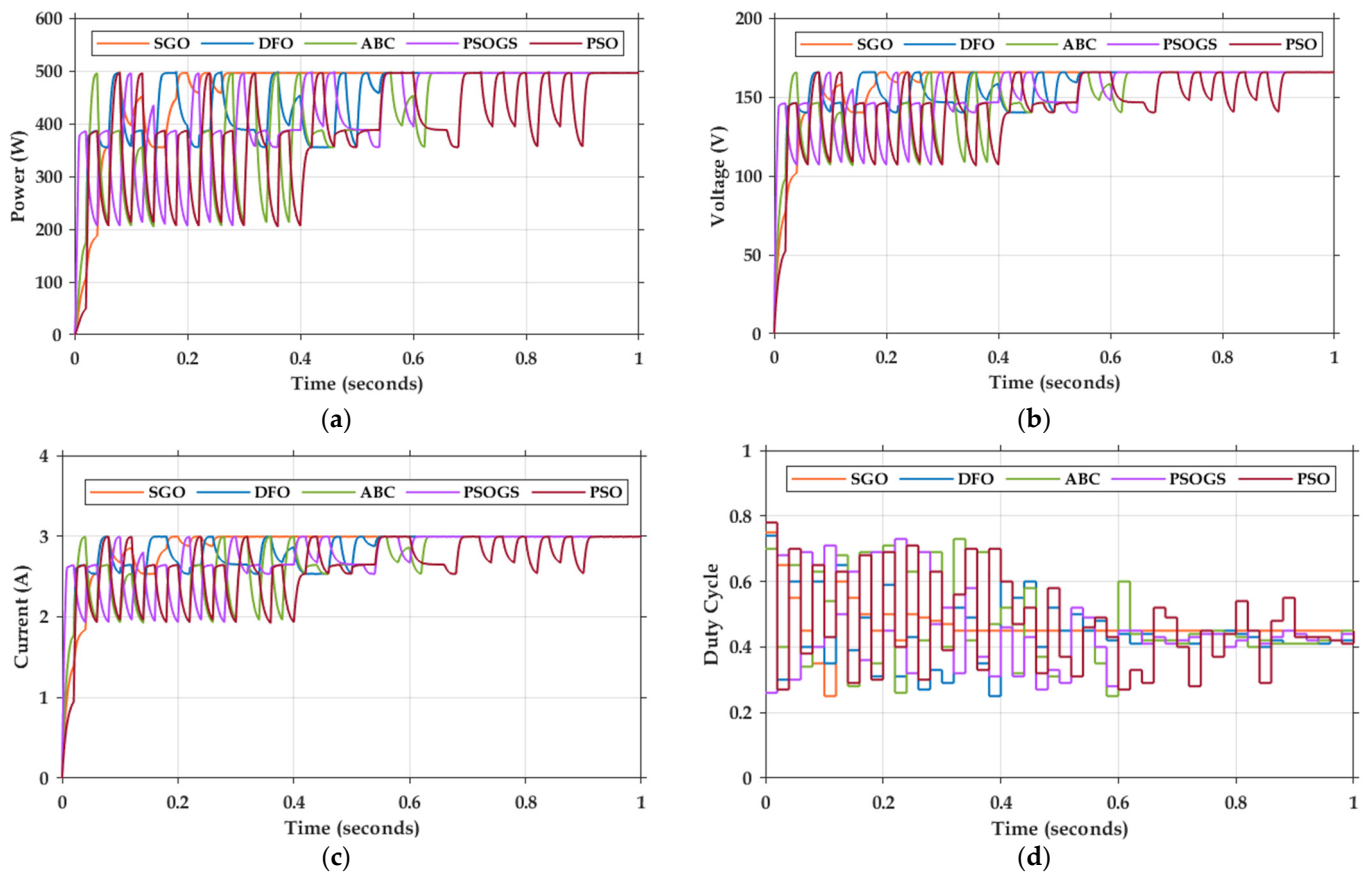 600
500
400
300
200
100
0
Power (W)
SGO DFO ABC PSOGS PSO
0 0.2 0.4 0.6 0.8 1
Time (seconds)
(a)
200
150
100
50
0
Voltage (V)
SGO DFO ABC PSOGS PSO
0 0.2 0.4 0.6 0.8 1
Time (seconds)
(b)
4
3
2
1
0
Current (A)
SGO DFO ABC PSOGS PSO
0 0.2 0.4 0.6 0.8 1
Time (seconds)
(c)
1
0.8
0.6
0.4
0.2
0
Duty Cycle
SGO DFO ABC PSOGS PSO
0 0.2 0.4 0.6 0.8 1
Time (seconds)
(d)